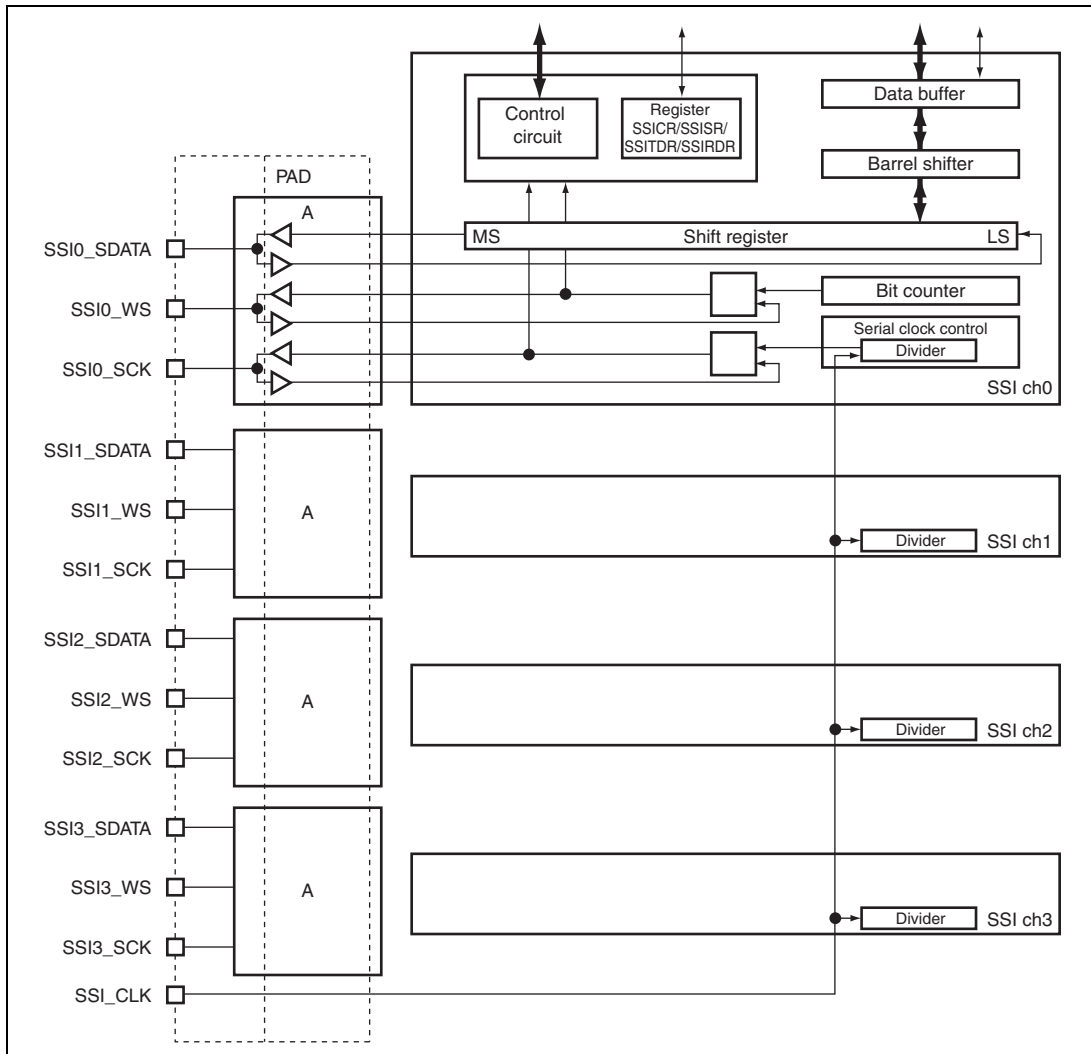 Control
circuit
Register
SSICR/SSISR/
SSITDR/SSIRDR
Data buffer
Barrel shifter
PAD
A
MS
Shift register
LS
SSI0_SDATA
SSI0_WS
SSI0_SCK
Bit counter
Serial clock control
Divider
SSI ch0
SSI1_SDATA
SSI1_WS
SSI1_SCK
A
Divider
SSI ch1
SSI2_SDATA
SSI2_WS
SSI2_SCK
A
Divider
SSI ch2
SSI3_SDATA
SSI3_WS
SSI3_SCK
A
Divider
SSI ch3
SSI_CLK